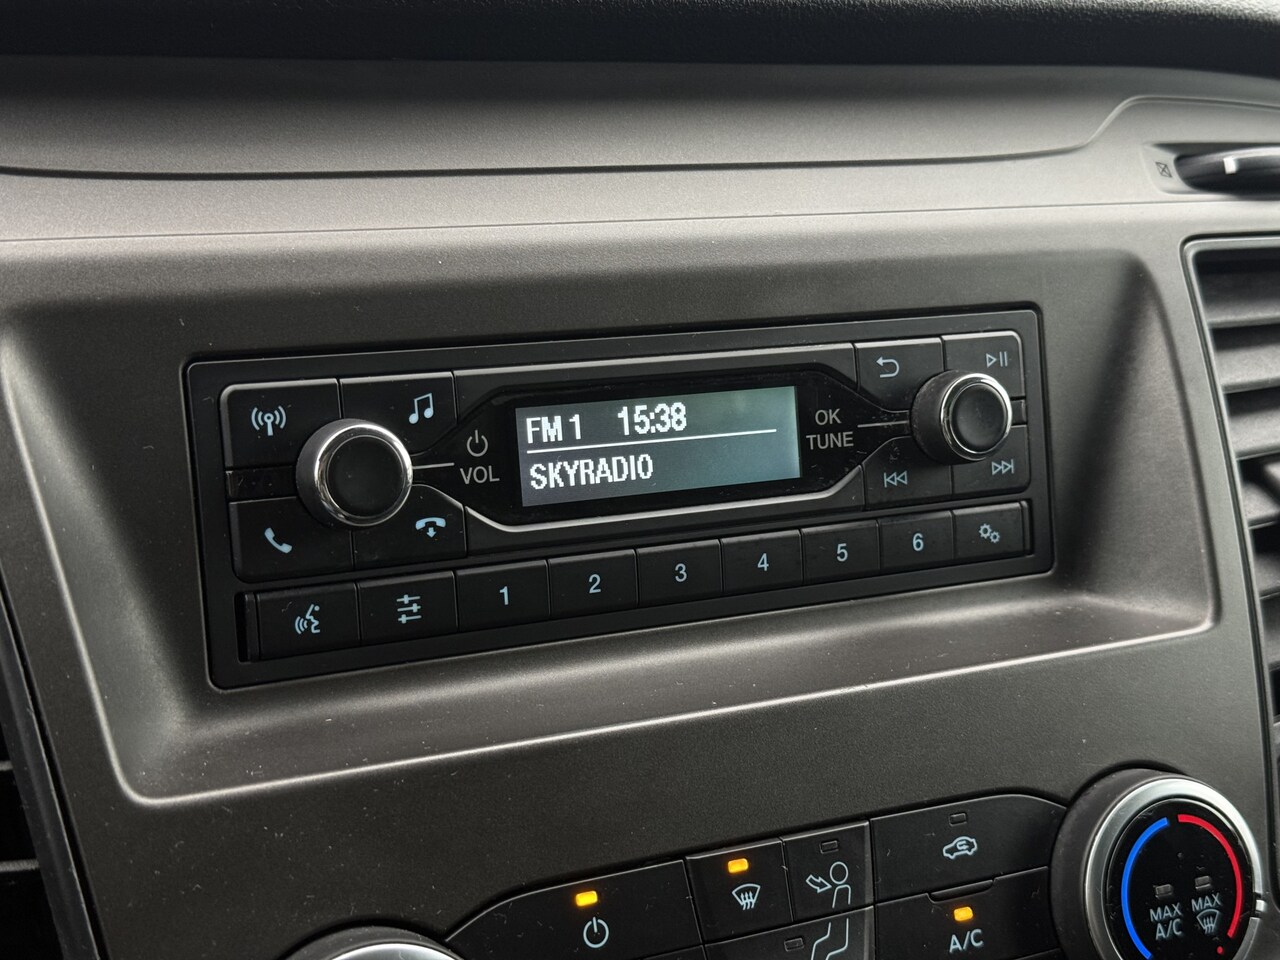 FM 1 15:38
SKYRADIO
VOL
OK
TUNE
1 2 3 4 5 6
A/C
MAX
A/C
MAX